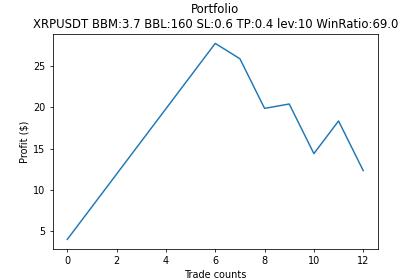 Portfolio
XRPUSDT BBM:3.7 BBL:160 SL:0.6 TP:0.4 lev:10 WinRatio:69.0
Profit ($)
25
20
15
10
5
0 2 4 6 8 10 12
Trade counts